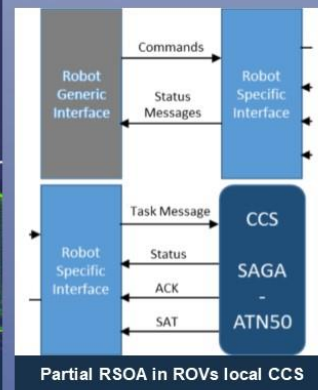 Commands
Robot
Generic
Interface
Status
Messages
Robot
Specific
Interface
Task Message
Robot
Specific
Interface
Status
ACK
SAT
CCS
SAGA
-
ATN50
Partial RSOA in ROVs local CCS